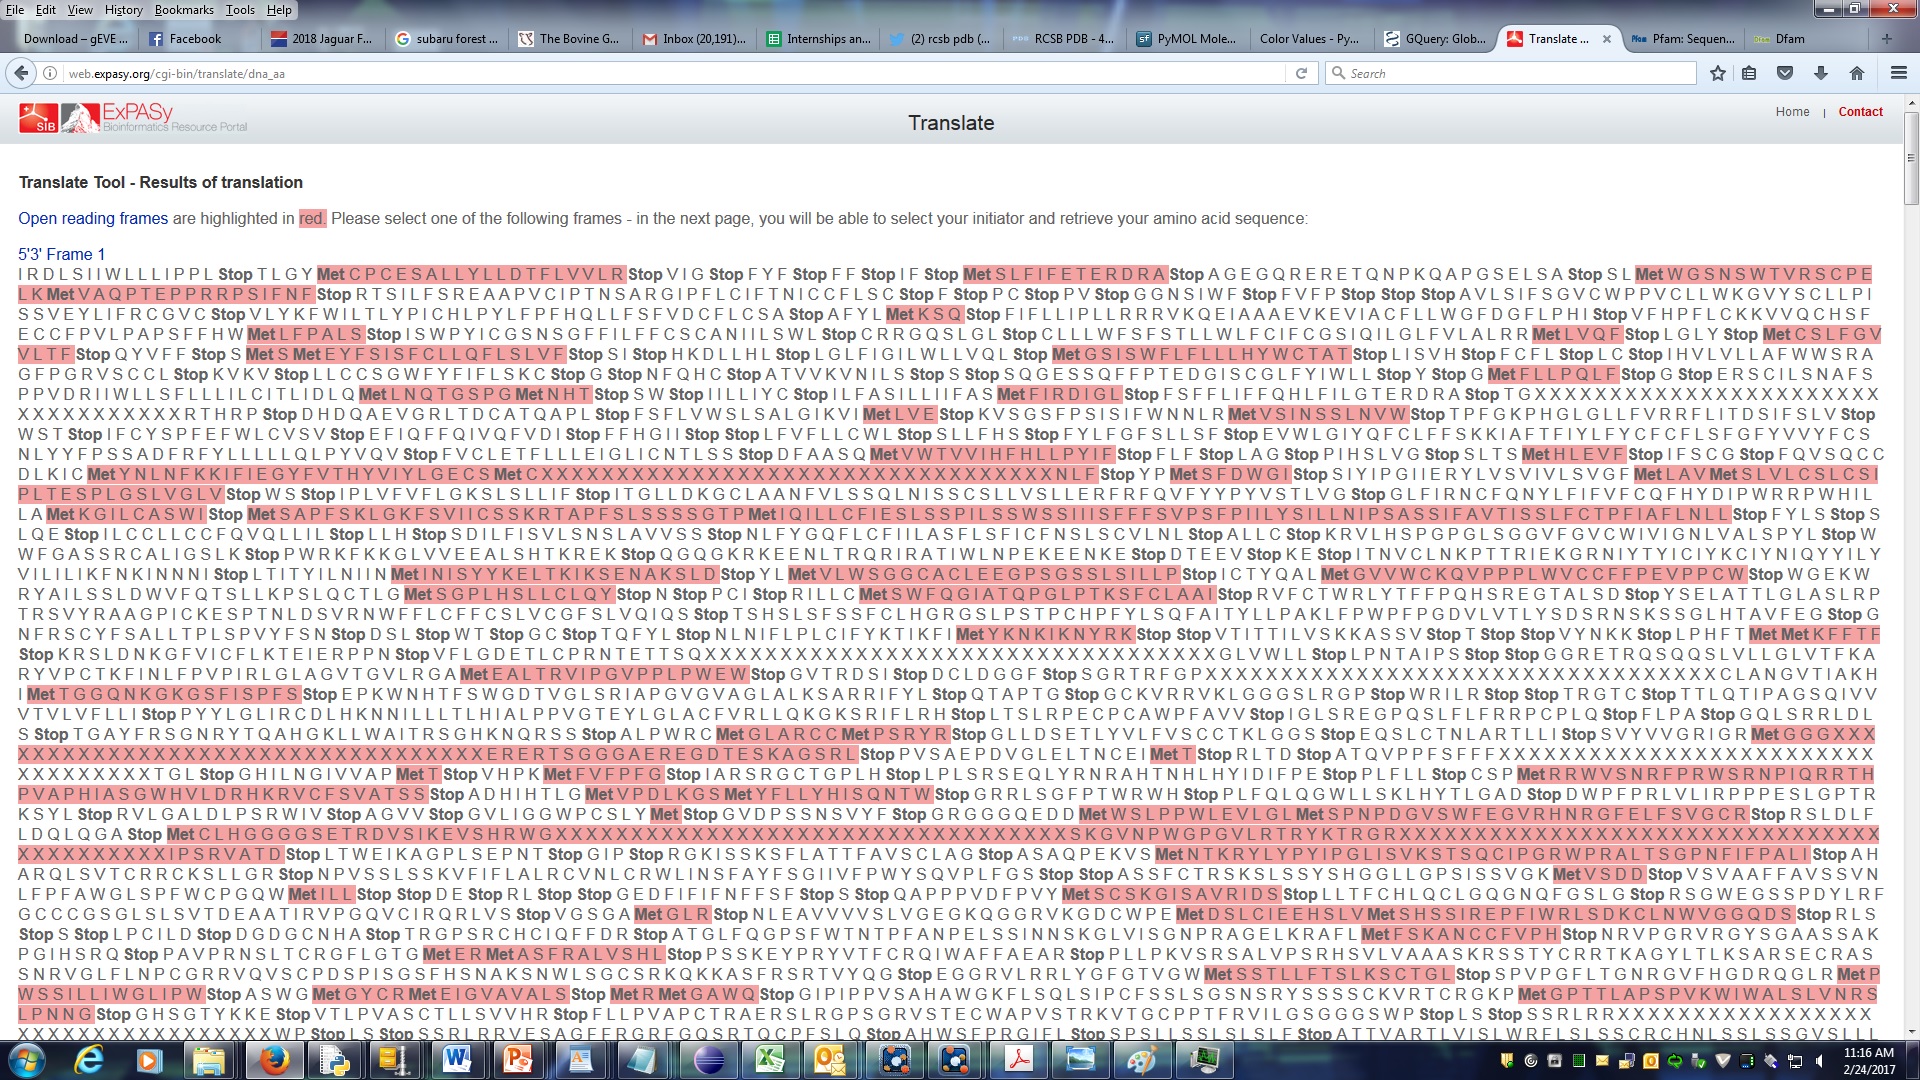 File Edit View History Bookmarks Tools Help
Download – gEVE ... Facebook 2018 Jaguar F... subaru forest ... The Bovine G... Inbox (20,191)... Internships an... (2) rcsb pdb (... RCSB PDB - 4... PyMOL Mole... Color Values - Py... GQuery: Glob... Translate ... Pfam: Sequen... Dfam
web.expasy.org/cgi-bin/translate/dna_aa Search
SIB ExPASy
Bioinformatics Resource Portal
Translate
Home | Contact
Translate Tool - Results of translation
Open reading frames are highlighted in red. Please select one of the following frames - in the next page, you will be able to select your initiator and retrieve your amino acid sequence:
5'3' Frame 1
I R D L S I I W L L L I P P L Stop T L G Y Met C P C E S A L L Y L L D T F L V V L R Stop V I G Stop F Y F Stop F F Stop I F Stop Met S L F I F E T E R D R A Stop A G E G Q R E R E T Q N P K Q A P G S E L S A Stop S L Met W G S N S W T V R S C P E
L K Met V A Q P T E P P R R P S I F N F Stop R T S I L F S R E A A P V C I P T N S A R G I P F L C I F T N I C C F L S C Stop F Stop P C Stop P V Stop G G N S I W F Stop F V F P Stop Stop A V L S I F S G V C W P P V C L L W K G V Y S C L L P I
S S V E Y L I F R C G V C Stop V L Y K F W I L T L Y P I C H L P Y L F P F H Q L L F S F V D C F L C S A Stop A F Y L Met K S Q Stop F I F L L I P L L R R R V K Q E I A A A E V K E V I A C F L L W G F D G F L P H I Stop V F H P F L C K K V V Q C H S F
E C C F P V L P A P S F F H W Met L F P A L S Stop I S W P Y I C G S N S G F F I L F F S C A N I I L S W L Stop C R R G Q S L G L Stop C L L L W F S F S T L L W L F C I F C G S I Q I L G L F V L A L R R Met L V Q F Stop L G L Y Stop Met C S L F G V
V L T F Stop Q Y V F F Stop S Met S Met E Y F S I S F C L L Q F L S L V F Stop S I Stop H K D L L H L Stop L G L F I G I L W L L V Q L Stop Met G S I S W F L F L L L H Y W C T A T Stop L I S V H Stop F C F L Stop L C Stop I H V L V L L A F W W S R A
G F P G R V S C C L Stop K V K V Stop L L C C S G W F Y F I F L S K C Stop G Stop N F Q H C Stop A T V V K V N I L S Stop S Stop S Q G E S S Q F F P T E D G I S C G L F Y I W L L Stop Y Stop G Met F L L P Q L F Stop G Stop E R S C I L S N A F S
P P V D R I I W L L S F L L L I L C I T L I D L Q Met L N Q T G S P G Met N H T Stop S W Stop I I L L I Y C Stop I L F A S I L I I F A S Met F I R D I G L Stop F S F F L I F F Q H L F I L G T E R D R A Stop T G X X X X X X X X X X X X X X X X X X X X
X X X X X X X X X X X R T H R P Stop D H D Q A E V G R L T D C A T Q A P L Stop F S F L V W S L S A L G I K V I Met L V E Stop K V S G S F P S I S I F W N N L R Met V S I N S S L N V W Stop T P F G K P H G L G L L F V R R F L I T D S I F S L V Stop
W S T Stop I F C Y S P F E F W L C V S V Stop E F I Q F F Q I V Q F V D I Stop F F H G I I Stop Stop L F V F L L C W L Stop S L L F H S Stop F Y L F G F S L L S F Stop E V W L G I Y Q F C L F F S K K I A F T F I Y L F Y C F C F L S F G F Y V V Y F C S
N L Y Y F P S S A D F R F Y L L L L L Q L P Y V Q V Stop F V C L E T F L L L E I G L I C N T L S S Stop D F A A S Q Met V W T V V I H F H L L P Y I F Stop F L F Stop L A G Stop P I H S L V G Stop S L T S Met H L E V F Stop I F S C G Stop F Q V S Q C C
D L K I C Met Y N L N F K K I F I E G Y F V T H Y V I Y L G E C S Met C X X X X X X X X X X X X X X X X X X X X X X X X X X X X X X X X X X X X X X N L F Stop Y P Met S F D W G I Stop S I Y I P G I I E R Y L V S V I V L S V G F Met L A V Met S L V L C S L C S I
P L T E S P L G S L V G L V Stop W S Stop I P L V F V F L G K S L S L L I F Stop I T G L L D K G C L A A N F V L S S Q L N I S S C S L L V S L L E R F R F Q V F Y Y P Y V S T L V G Stop G L F I R N C F Q N Y L F I F V F C Q F H Y D I P W R R P W H I L
L A Met K G I L C A S W I Stop Met S A P F S K L G K F S V I I C S S K R T A P F S L S S S S G T P Met I Q I L L C F I E S L S S P I L S S W S S I I I S F F F S V P S F P I I L Y S I L L N I P S A S S I F A V T I S S L F C T P F I A F L N L L Stop F Y L S Stop S
L Q E Stop I L C C L L C C F Q V Q L L I L Stop L L H Stop S D I L F I S V L S N S L A V V S S Stop N L F Y G Q F L C F I I L A S F L S F I C F N S L S C V L N L Stop A L L C Stop K R V L H S P G P G L S G G V F G V C W I V I G N L V A L S P Y L Stop W
W F G A S S R C A L I G S L K Stop P W R K F K K G L V V E E A L S H T K R E K Stop Q G Q G K R K E E N L T R Q R I R A T I W L N P E K E E N K E Stop D T E E V Stop K E Stop I T N V C L N K P T T R I E K G R N I Y T Y I C I Y K C I Y N I Q Y Y I L Y
V I L I L I K F N K I N N N I Stop L T I T Y I L N I I N Met I N I S Y Y K E L T K I K S E N A K S L D Stop Y L Met V L W S G G C A C L E E G P S G S S L S I L L P Stop I C T Y Q A L Met G V V W C K Q V P P P L W V C C F F P E V P P C W Stop W G E K W
R Y A I L S S L D W V F Q T S L L K P S L Q C T L G Met S G P L H S L L C L Q Y Stop N Stop P C I Stop R I L L C Met S W F Q G I A T Q P G L P T K S F C L A A I Stop R V F C T W R L Y T F F P Q H S R E G T A L S D Stop Y S E L A T T L G L A S L R P
T R S V Y R A A G P I C K E S P T N L D S V R N W F F L C F F C S L V C G F S L V Q I Q S Stop T S H S L S F S S F C L H G R G S L P S T P C H P F Y L S Q F A I T Y L L P A K L F P W P F P G D V L V T L Y S D S R N S K S S G L H T A V F E G Stop G
N F R S C Y F S A L L T P L S P V Y F S N Stop D S L Stop W T Stop G C Stop T Q F Y L Stop N L N I F L P L C I F Y K T I K F I Met Y K N K I K N Y R K Stop Stop V T I T T I L V S K K A S S V Stop T Stop Stop V Y N K K Stop L P H F T Met Met K F F T F
Stop K R S L D N K G F V I C F L K T E I E R P P N Stop V F L G D E T L C P R N T E T T S Q X X X X X X X X X X X X X X X X X X X X X X X X X X X X X X X X X X X X X X G L V W L L Stop L P N T A I P S Stop Stop G G R E T R Q S Q Q S L V L L G L V T F K A
R Y V P C T K F I N L F P V P I R L G L A G V T G V L R G A Met E A L T R V I P G V P P L P W E W Stop G V T R D S I Stop D C L D G G F Stop S G R T R F G P X X X X X X X X X X X X X X X X X X X X X X X X X X X X X X X X X X X X X X C L A N G V T I A K H
I Met T G G Q N K G K G S F I S P F S Stop E P K W N H T F S W G D T V G L S R I A P G V G V A G L A L K S A R R I F Y L Stop Q T A P T G Stop G C K V R R V K L G G G S L R G P Stop W R I L R Stop Stop T R G T C Stop T T L Q T I P A G S Q I V V
V T V L V F L L I Stop P Y Y L G L I R C D L H K N N I L L L T L H I A L P P V G T E Y L G L A C F V R L L Q K G K S R I F L R H Stop L T S L R P E C P C A W P F A V V Stop I G L S R E G P Q S L F L F R R P C P L Q Stop F L P A Stop G Q L S R R L D L
S Stop T G A Y F R S G N R Y T Q A H G K L L W A I T R S G H K N Q R S S Stop A L P W R C Met G L A R C C Met P S R Y R Stop G L L D S E T L Y V L F V S C C T K L G G S Stop E Q S L C T N L A R T L L I Stop S V Y V V G R I G R Met G G G X X X
X X X X X X X X X X X X X X X X X X X X X X X X X X X X X X X X X X X E R E R T S G G G A E R E G D T E S K A G S R L Stop P V S A E P D V G L E L T N C E I Met T Stop R L T D Stop A T Q V P P F S F F F X X X X X X X X X X X X X X X X X X X X X X X X X X X X
X X X X X X X X X X T G L Stop G H I L N G I V V A P Met T Stop V H P K Met F V F P F G Stop I A R S R G C T G P L H Stop L P L S R S E Q L Y R N R A H T N H L H Y I D I F P E Stop P L F L L Stop C S P Met R R W V S N R F P R W S R N P I Q R R T H
P V A P H I A S G W H V L D R H K R V C F S V A T S S Stop A D H I H T L G Met V P D L K G S Met Y F L L Y H I S Q N T W Stop G R R L S G F P T W R W H Stop P L F Q L Q G W L L S K L H Y T L G A D Stop D W P F P R L V L I R P P P E S L G P T R
K S Y L Stop R V L G A L D L P S R W I V Stop A G V V Stop G V L I G G W P C S L Y Met Stop G V D P S S N S V Y F Stop G R G G G Q E D D Met W S L P P W L E V L G L Met S P N P D G V S W F E G V R H N R G F E L F S V G C R Stop R S L D L F
L D Q L Q G A Stop Met C L H G G G G S E T R D V S I K E V S H R W G X X X X X X X X X X X X X X X X X X X X X X X X X X X X X X X X X X X X X X S K G V N P W G P G V L R T R Y K T R G R X X X X X X X X X X X X X X X X X X X X X X X X X X X X X X X X X X X X
X X X X X X X X X X X I P S R V A T D Stop L T W E I K A G P L S E P N T Stop G I P Stop R G K I S S K S F L A T T F A V S C L A G Stop A S A Q P E K V S Met N T K R Y L Y P Y I P G L I S V K S T S Q C I P G R W P R A L T S G P N F I F P A L I Stop A H
A R Q L S V T C R R C K S L L G R Stop N P V S S L S S K V F I F L A L R C V N L C R W L I N S F A Y P F S G I I V F P W Y S Q V P L F G S Stop S A S S F C T R S K S L S S Y S H G G L L G P S I S S V G K Met V S D D Stop V S V A A F F A V S S V N
L F P F A W G L S P F W C P G Q W Met I L L Stop Stop D E Stop R L Stop Stop G E D F I F I F N F F S F Stop S Stop Q A P P P V D F P V Y Met S C S K G I S A V R I D S Stop L L T F C H L Q C L G Q G N Q F G S L G Stop R S G W E G S S P D Y L R F
G C C C G S G L S L S V T D E A A T I R V P G Q V C I R Q R L V S Stop V G S G A Met G L R Stop N L E A V V V V S L V G E G K Q G G R V K G D C W P E Met D S L C I E E H S L V Met S H S S I R E P F I W R L S D K C L N W V G G Q D S Stop R L S
Stop S Stop L P C I L D Stop D G D G C N H A Stop T R G P S R C H C I Q F F D R Stop A T G L F Q G P S F W T N T P F A N P E L S S I N N S K G L V I S G N P R A G E L K R A F L Met F S K A N C C F V P H Stop N R V P G R V R G Y S G A A S S A K
P G I H S R Q Stop P A V P R N S L T C R G F L G T G Met E R Met A S F R A L V S H L Stop P S S K E Y P R Y V T F C R Q I W A F F A E A R Stop P L L P K V S R S A L V P S R H S V L V A A A S K R S S T Y C R R T K A G Y L T L K S A R S E C R A S
S N R V G L F L N P C G R R V Q V S C P D S P I S G S F H S N A K S N W L S G C S R K Q K K A S F R S R T V Y Q G Stop E G G R V L R R L Y G F G T V G W Met S S T L L F T S L K S C T G L Stop S P V P G F L T G N R G V F H G D R Q G L R Met P
W S S I L L I W G L I P W Stop A S W G Met G Y C R Met E I G V A V A L S Stop Met R Met G A W Q Stop G I P I P P V S A H A W G K F L S Q L S I P C F S S L S G S N S R Y S S S S C K V R T C R G K P Met G P T T L A P S P V K W I W A L S L V N R S
L P N N G Stop G H S G T Y K K E Stop V T L P V A S C T L L S V V H R Stop F L L P V A P C T R A E R S L R G P S G R V S T E C W A P V S T R K V T G C P P T F R V I L G S G G G S W P Stop L S Stop S S R L R R X X X X X X X X X X X X X X X X X X X
X X X X X X X X X X X X X X X X X X X W P Stop L S Stop S S R L R R V E S A G F F R G R F G Q S R T Q C P F S L Q Stop A H W S F P R G I F L Stop S P S L L S L S L S F Stop A T T V A R T L V L I S L W R F L S L S S C R C H N L S S L S S G V S L L L
11:16 AM
2/24/2017